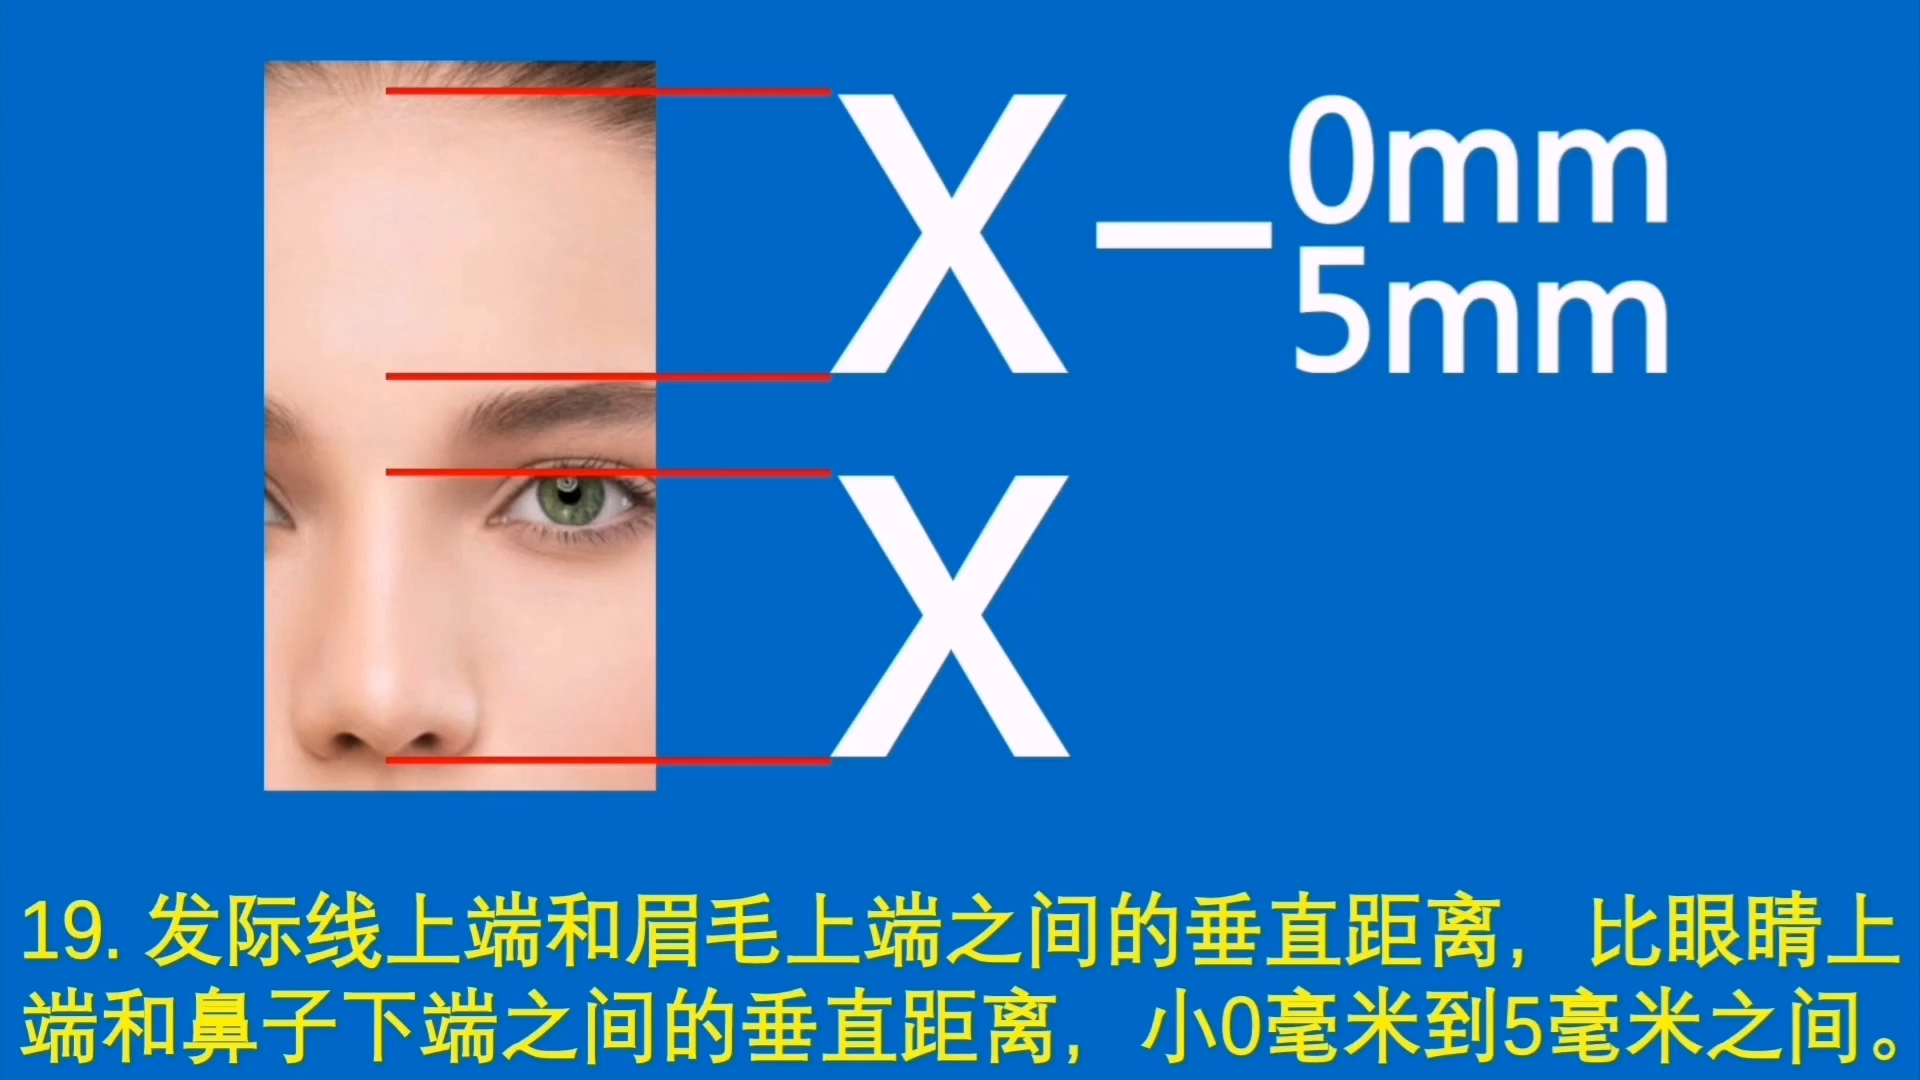 X—0mm
5mm
X
19. 发际线上端和眉毛上端之间的垂直距离，比眼睛上
端和鼻子下端之间的垂直距离，小0毫米到5毫米之间。